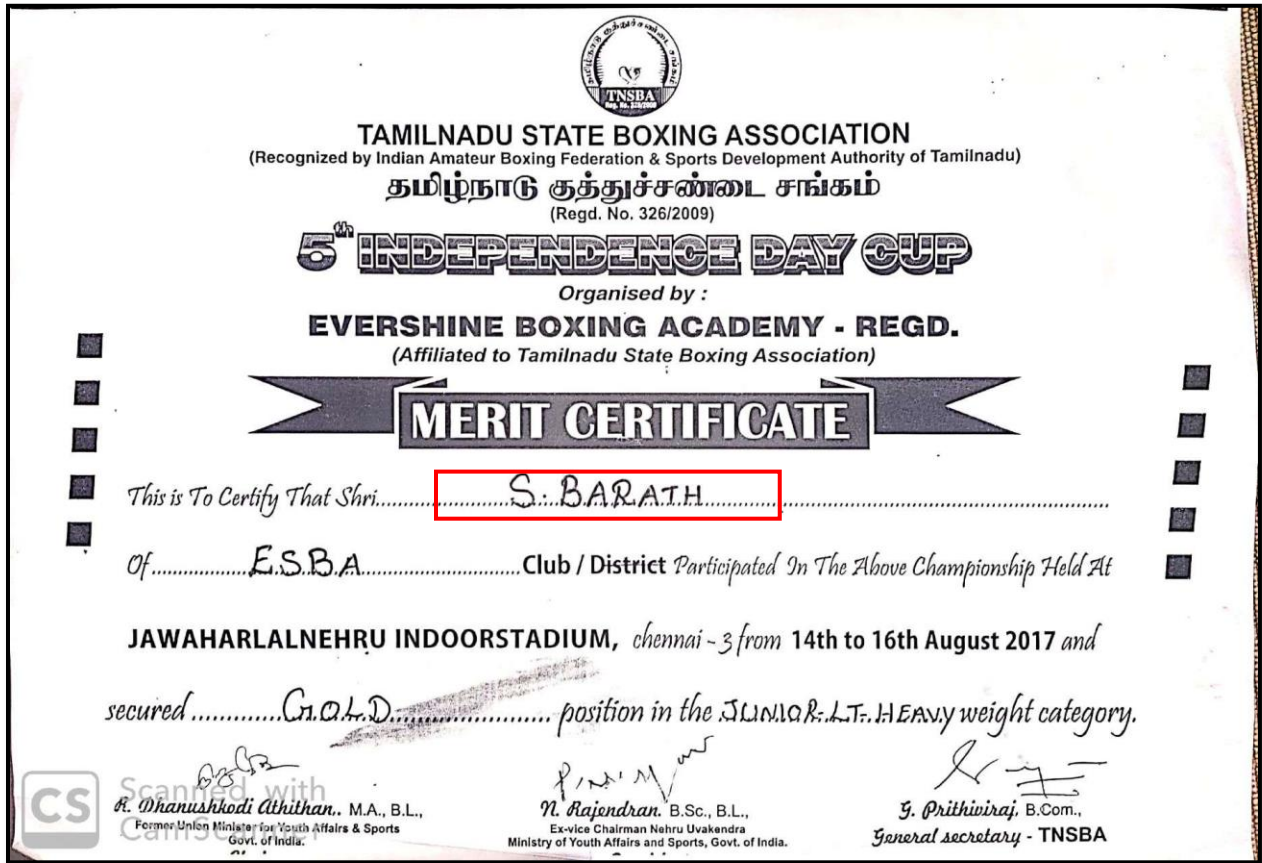 தமிழ்நாடு குத்துச்சண்டை சங்கம்
TNSBA
TAMILNADU STATE BOXING ASSOCIATION
(Recognized by Indian Amateur Boxing Federation & Sports Development Authority of Tamilnadu)
தமிழ்நாடு குத்துச்சண்டை சங்கம்
(Regd. No. 326/2009)
5th INDEPENDENCE DAY CUP
Organised by :
EVERSHINE BOXING ACADEMY - REGD.
(Affiliated to Tamilnadu State Boxing Association)
MERIT CERTIFICATE
This is To Certify That Shri S. BARATH
Of E.S.B.A Club / District Participated In The Above Championship Held At
JAWAHARLALNEHRU INDOORSTADIUM, chennai - 3 from 14th to 16th August 2017 and
secured GOLD position in the JUNIOR-LT. HEAVY weight category.
R. Dhanushkodi Athithan,. M.A., B.L., N. Rajendran. B.Sc., B.L., G. Prithiviraj, B.Com.,
Former Union Minister for Youth Affairs & Sports Ex-vice Chairman Nehru Uvakendra General secretary - TNSBA
Govt. of India. Ministry of Youth Affairs and Sports, Govt. of India.
CS Scanned with
CamScanner